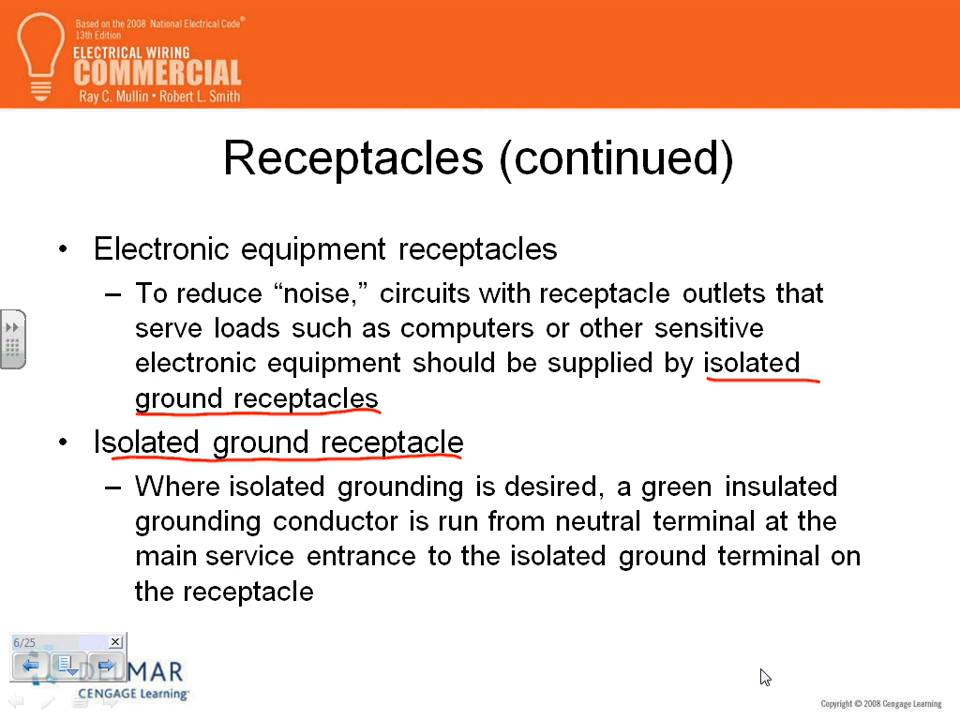 Based on the 2008 National Electrical Code®
13th Edition
ELECTRICAL WIRING
COMMERCIAL
Ray C. Mullin • Robert L. Smith
Receptacles (continued)
• Electronic equipment receptacles
– To reduce “noise,” circuits with receptacle outlets that
serve loads such as computers or other sensitive
electronic equipment should be supplied by isolated
ground receptacles
• Isolated ground receptacle
– Where isolated grounding is desired, a green insulated
grounding conductor is run from neutral terminal at the
main service entrance to the isolated ground terminal on
the receptacle
6/25
DELMAR
CENGAGE Learning™
Copyright © 2008 Cengage Learning